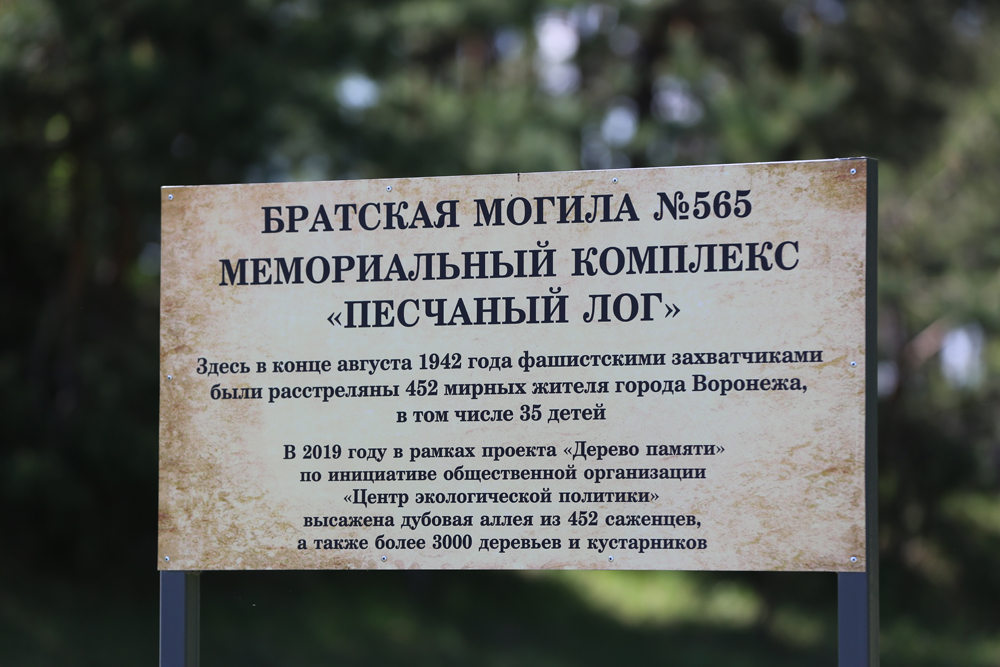 БРАТСКАЯ МОГИЛА №565
МЕМОРИАЛЬНЫЙ КОМПЛЕКС
«ПЕСЧАНЫЙ ЛОГ»
Здесь в конце августа 1942 года фашистскими захватчиками
были расстреляны 452 мирных жителя города Воронежа,
в том числе 35 детей
В 2019 году в рамках проекта «Дерево памяти»
по инициативе общественной организации
«Центр экологической политики»
высажена дубовая аллея из 452 саженцев,
а также более 3000 деревьев и кустарников